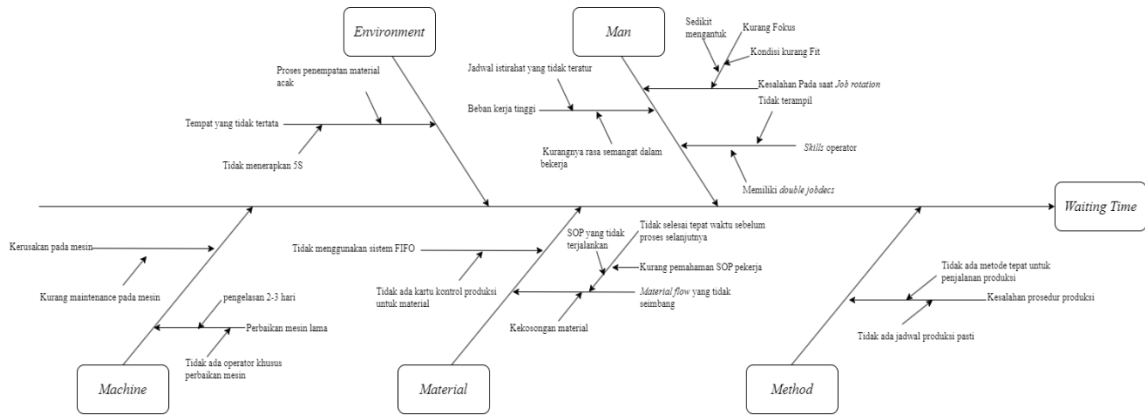 Environment
Man
Sedikit
mengantuk
Kurang Fokus
Kondisi kurang Fit
Kesalahan Pada saat Job rotation
Jadwal istirahat yang tidak teratur
Beban kerja tinggi
Kurangnya rasa semangat dalam
bekerja
Tidak terampil
Skills operator
Memiliki double jobdecs
Proses penempatan material
acak
Tempat yang tidak tertata
Tidak menerapkan 5S
Waiting Time
Kerusakan pada mesin
Kurang maintenance pada mesin
pengelasan 2-3 hari
Perbaikan mesin lama
Tidak ada operator khusus
perbaikan mesin
Machine
Tidak menggunakan sistem FIFO
Tidak ada kartu kontrol produksi
untuk material
SOP yang tidak
terjalankan
Tidak selesai tepat waktu sebelum
proses selanjutnya
Kurang pemahaman SOP pekerja
Material flow yang tidak
seimbang
Kekosongan material
Material
Tidak ada metode tepat untuk
penjalanan produksi
Kesalahan prosedur produksi
Tidak ada jadwal produksi pasti
Method